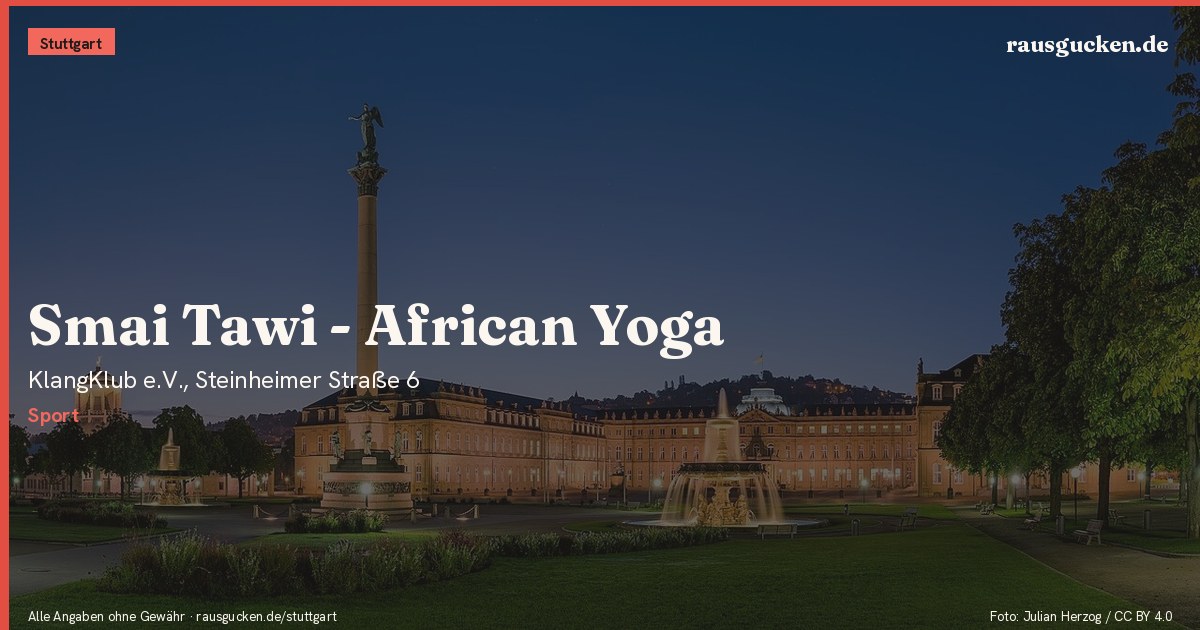 Stuttgart
rausgucken.de
Smai Tawi - African Yoga
KlangKlub e.V., Steinheimer Straße 6
Sport
Alle Angaben ohne Gewähr · rausgucken.de/stuttgart
Foto: Julian Herzog / CC BY 4.0